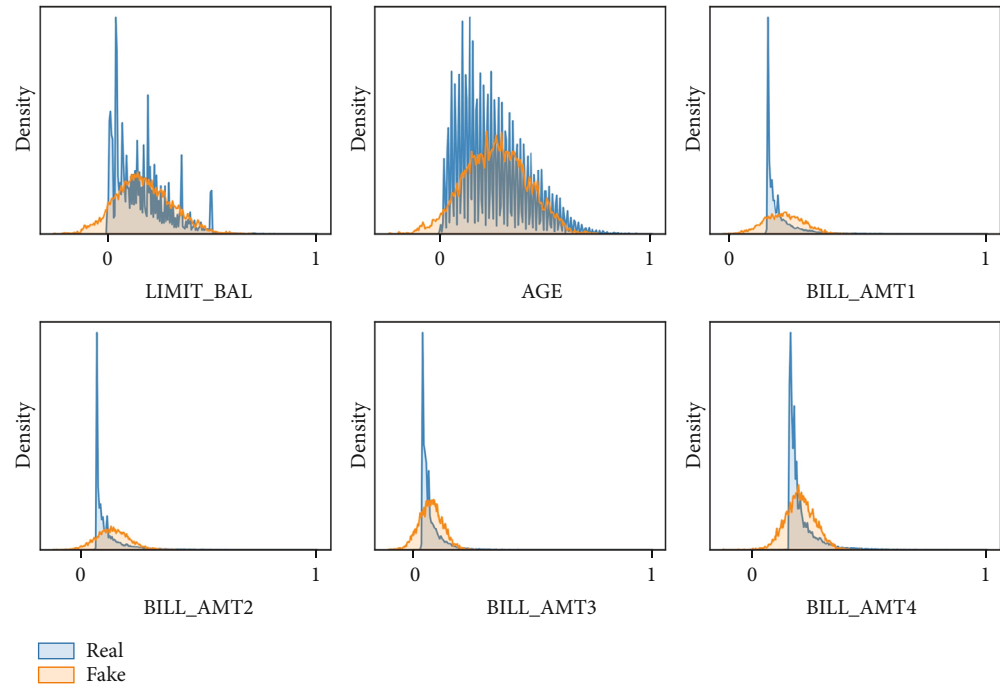 Density
Density
Density
0 1
0 1
0 1
LIMIT_BAL
AGE
BILL_AMT1
Density
Density
Density
0 1
0 1
0 1
BILL_AMT2
BILL_AMT3
BILL_AMT4
Real
Fake